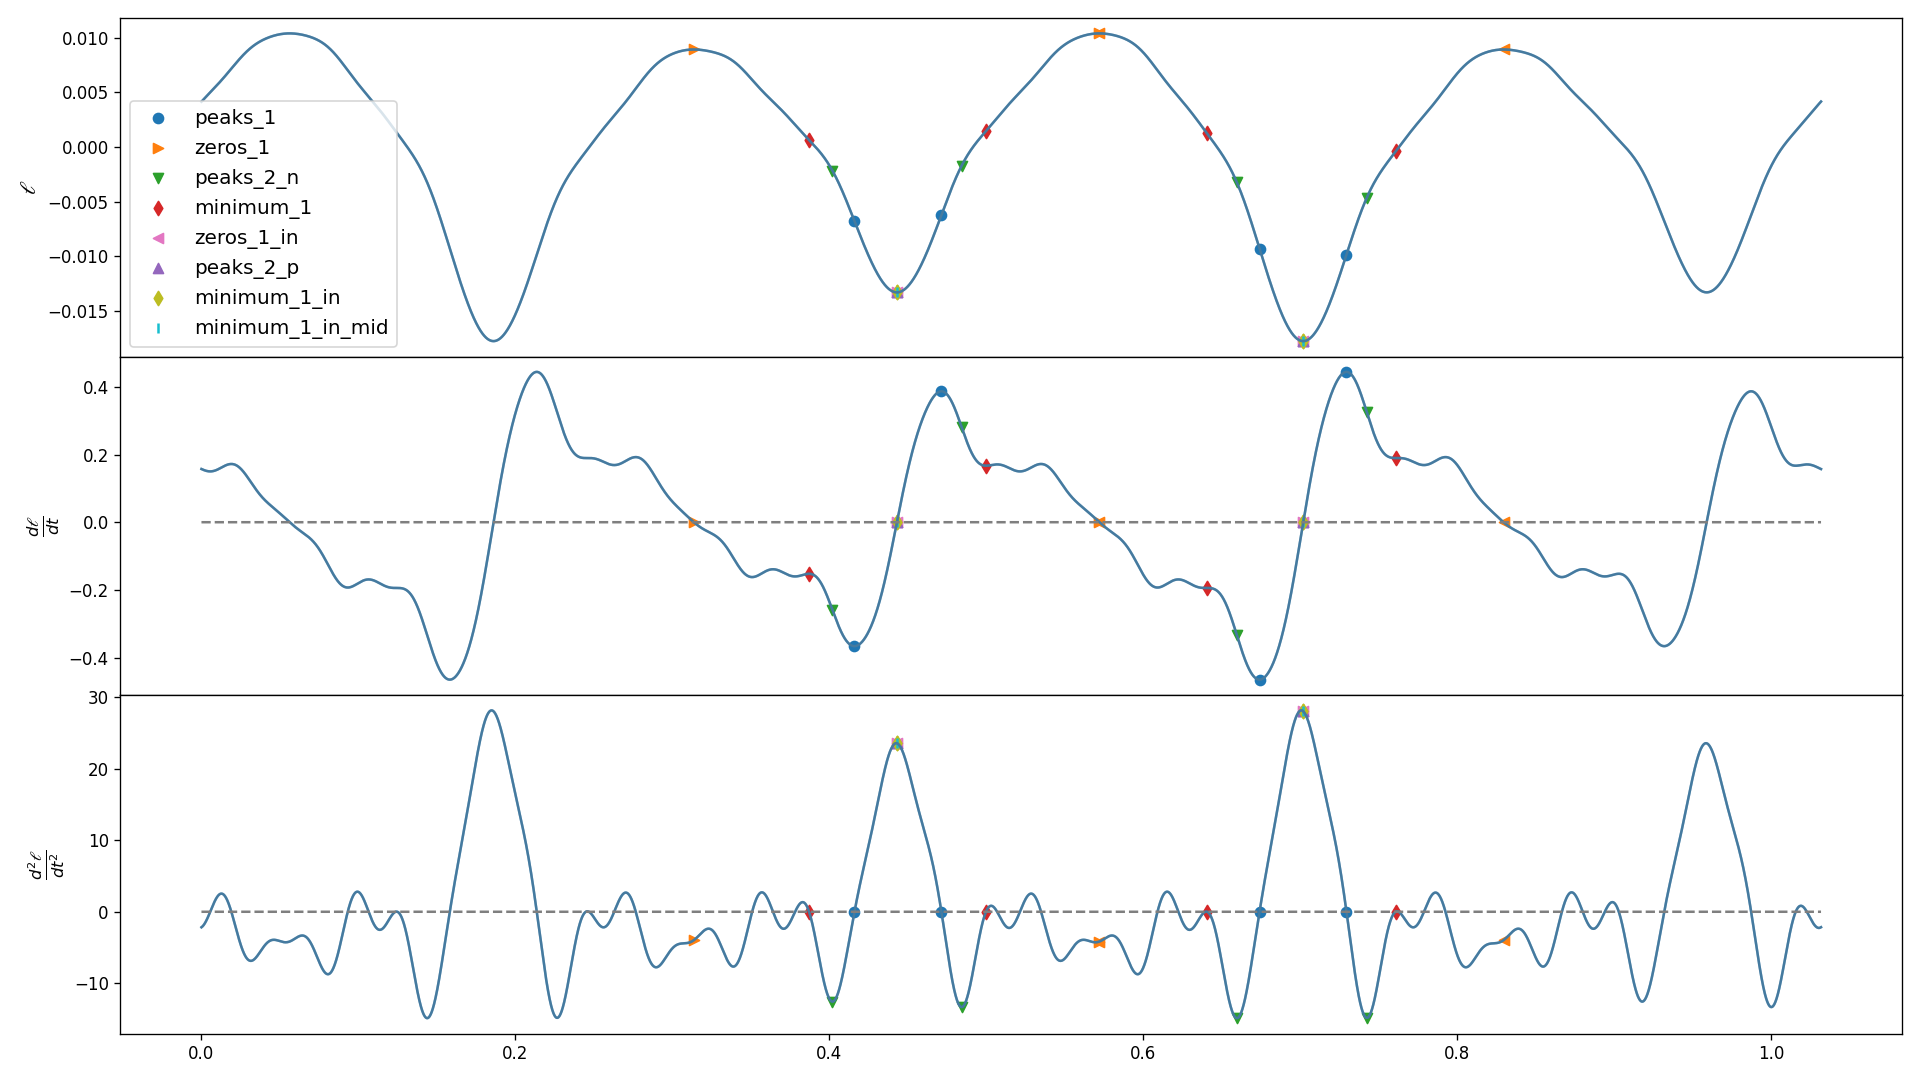 0.010
0.005
0.000
−0.005
−0.010
−0.015
ℓ
peaks_1
zeros_1
peaks_2_n
minimum_1
zeros_1_in
peaks_2_p
minimum_1_in
minimum_1_in_mid
0.4
0.2
0.0
−0.2
−0.4
dℓ/dt
30
20
10
0
−10
d²ℓ/dt²
0.0 0.2 0.4 0.6 0.8 1.0